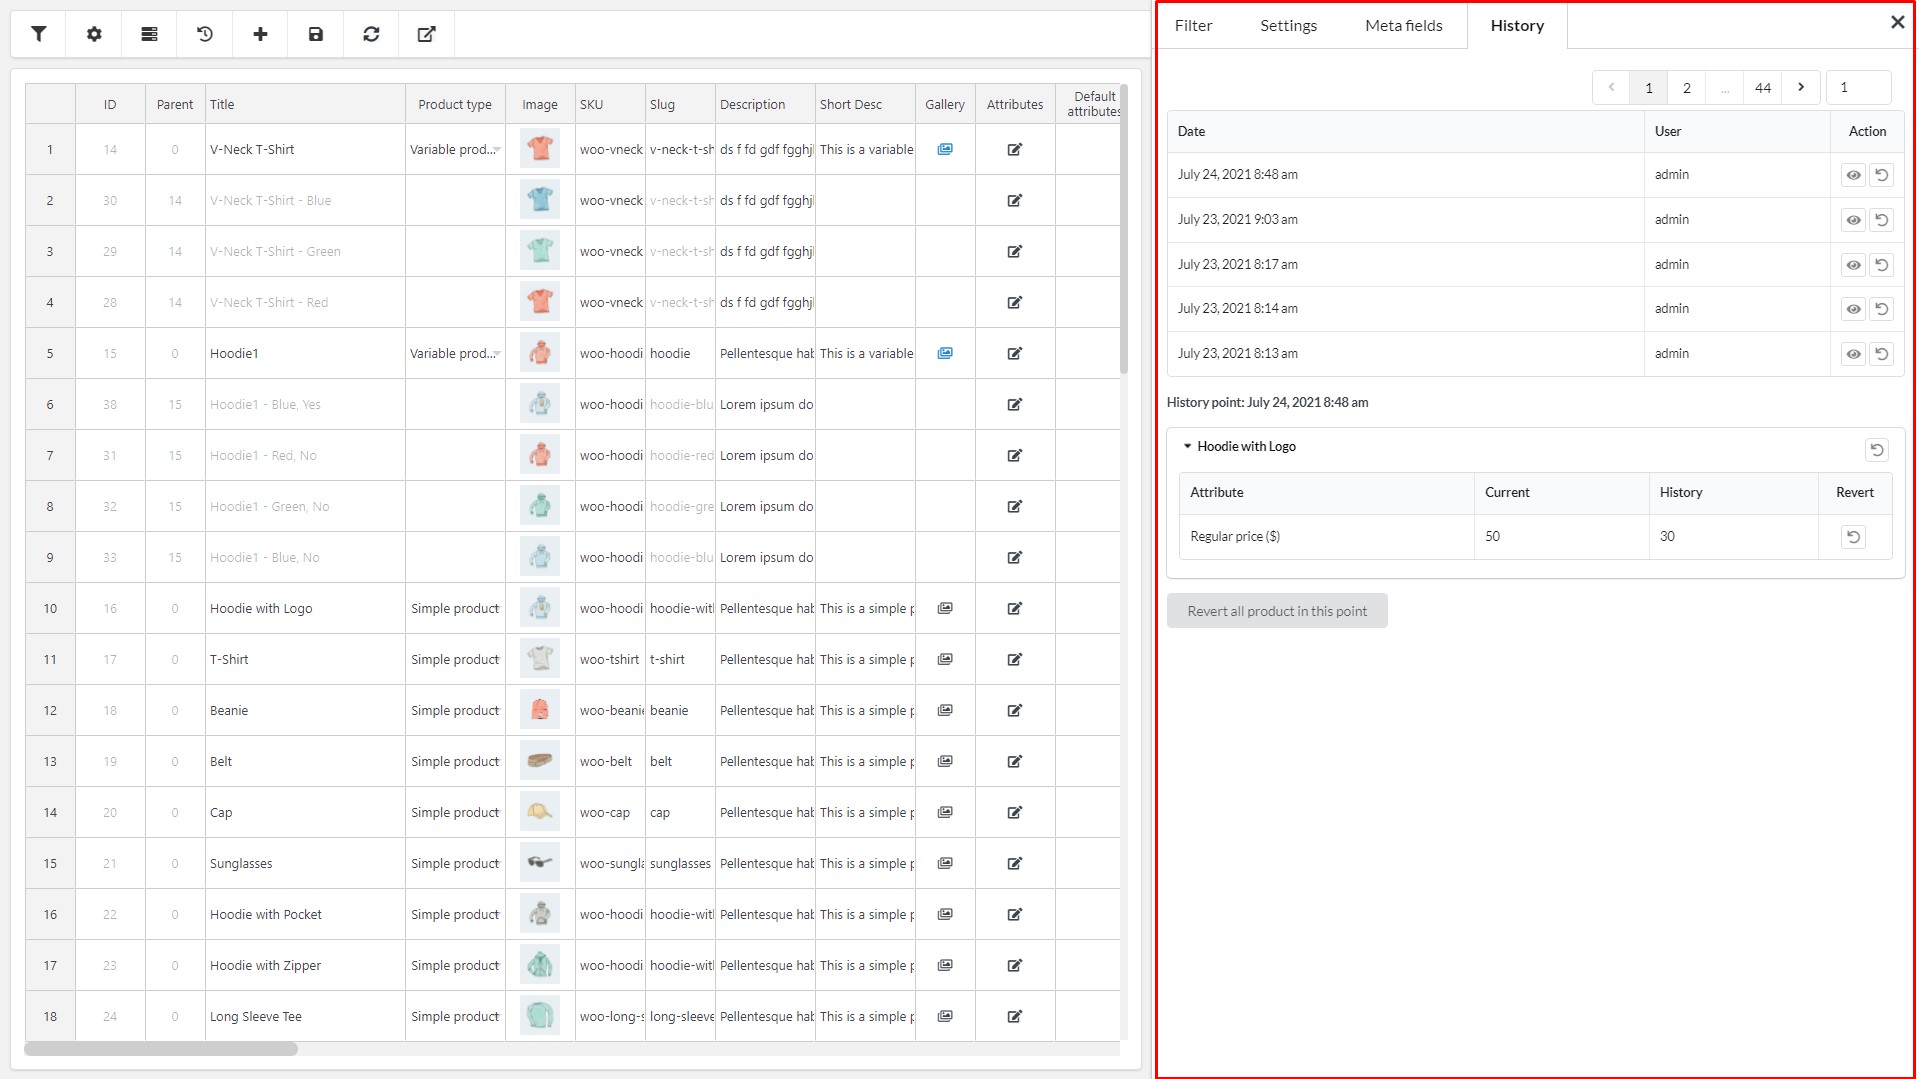 ID Parent Title Product type Image SKU Slug Description Short Desc Gallery Attributes Default attributes
1 14 0 V-Neck T-Shirt Variable prod... woo-vneck v-neck-t-sh ds f fd gdf fgghj This is a variable
2 30 14 V-Neck T-Shirt - Blue woo-vneck v-neck-t-sh ds f fd gdf fgghj
3 29 14 V-Neck T-Shirt - Green woo-vneck v-neck-t-sh ds f fd gdf fgghj
4 28 14 V-Neck T-Shirt - Red woo-vneck v-neck-t-sh ds f fd gdf fgghj
5 15 0 Hoodie1 Variable prod... woo-hoodi hoodie Pellentesque hab This is a variable
6 38 15 Hoodie1 - Blue, Yes woo-hoodi hoodie-blu Lorem ipsum do
7 31 15 Hoodie1 - Red, No woo-hoodi hoodie-red Lorem ipsum do
8 32 15 Hoodie1 - Green, No woo-hoodi hoodie-gre Lorem ipsum do
9 33 15 Hoodie1 - Blue, No woo-hoodi hoodie-blu Lorem ipsum do
10 16 0 Hoodie with Logo Simple product woo-hoodi hoodie-wit Pellentesque hab This is a simple p
11 17 0 T-Shirt Simple product woo-tshirt t-shirt Pellentesque hab This is a simple p
12 18 0 Beanie Simple product woo-beanie beanie Pellentesque hab This is a simple p
13 19 0 Belt Simple product woo-belt belt Pellentesque hab This is a simple p
14 20 0 Cap Simple product woo-cap cap Pellentesque hab This is a simple p
15 21 0 Sunglasses Simple product woo-sungla sunglasses Pellentesque hab This is a simple p
16 22 0 Hoodie with Pocket Simple product woo-hoodi hoodie-wit Pellentesque hab This is a simple p
17 23 0 Hoodie with Zipper Simple product woo-hoodi hoodie-wit Pellentesque hab This is a simple p
18 24 0 Long Sleeve Tee Simple product woo-long-s long-sleeve Pellentesque hab This is a simple p
Filter Settings Meta fields History
1 2 ... 44 1
Date User Action
July 24, 2021 8:48 am admin
July 23, 2021 9:03 am admin
July 23, 2021 8:17 am admin
July 23, 2021 8:14 am admin
July 23, 2021 8:13 am admin
History point: July 24, 2021 8:48 am
Hoodie with Logo
Attribute Current History Revert
Regular price ($) 50 30
Revert all product in this point